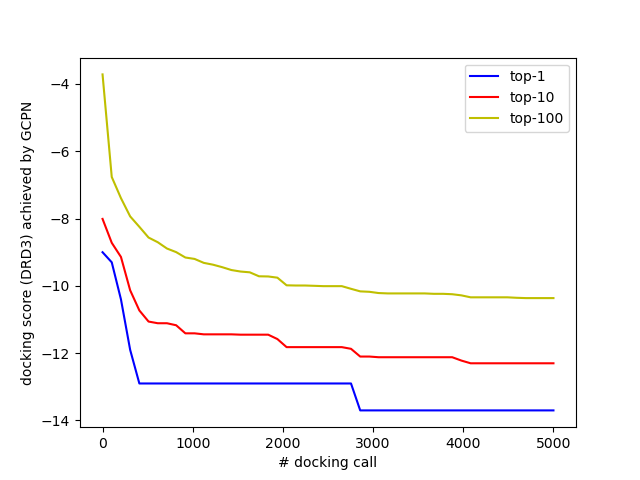 top-1
top-10
top-100
−4
−6
−8
−10
−12
−14
docking score (DRD3) achieved by GCPN
0 1000 2000 3000 4000 5000
# docking call